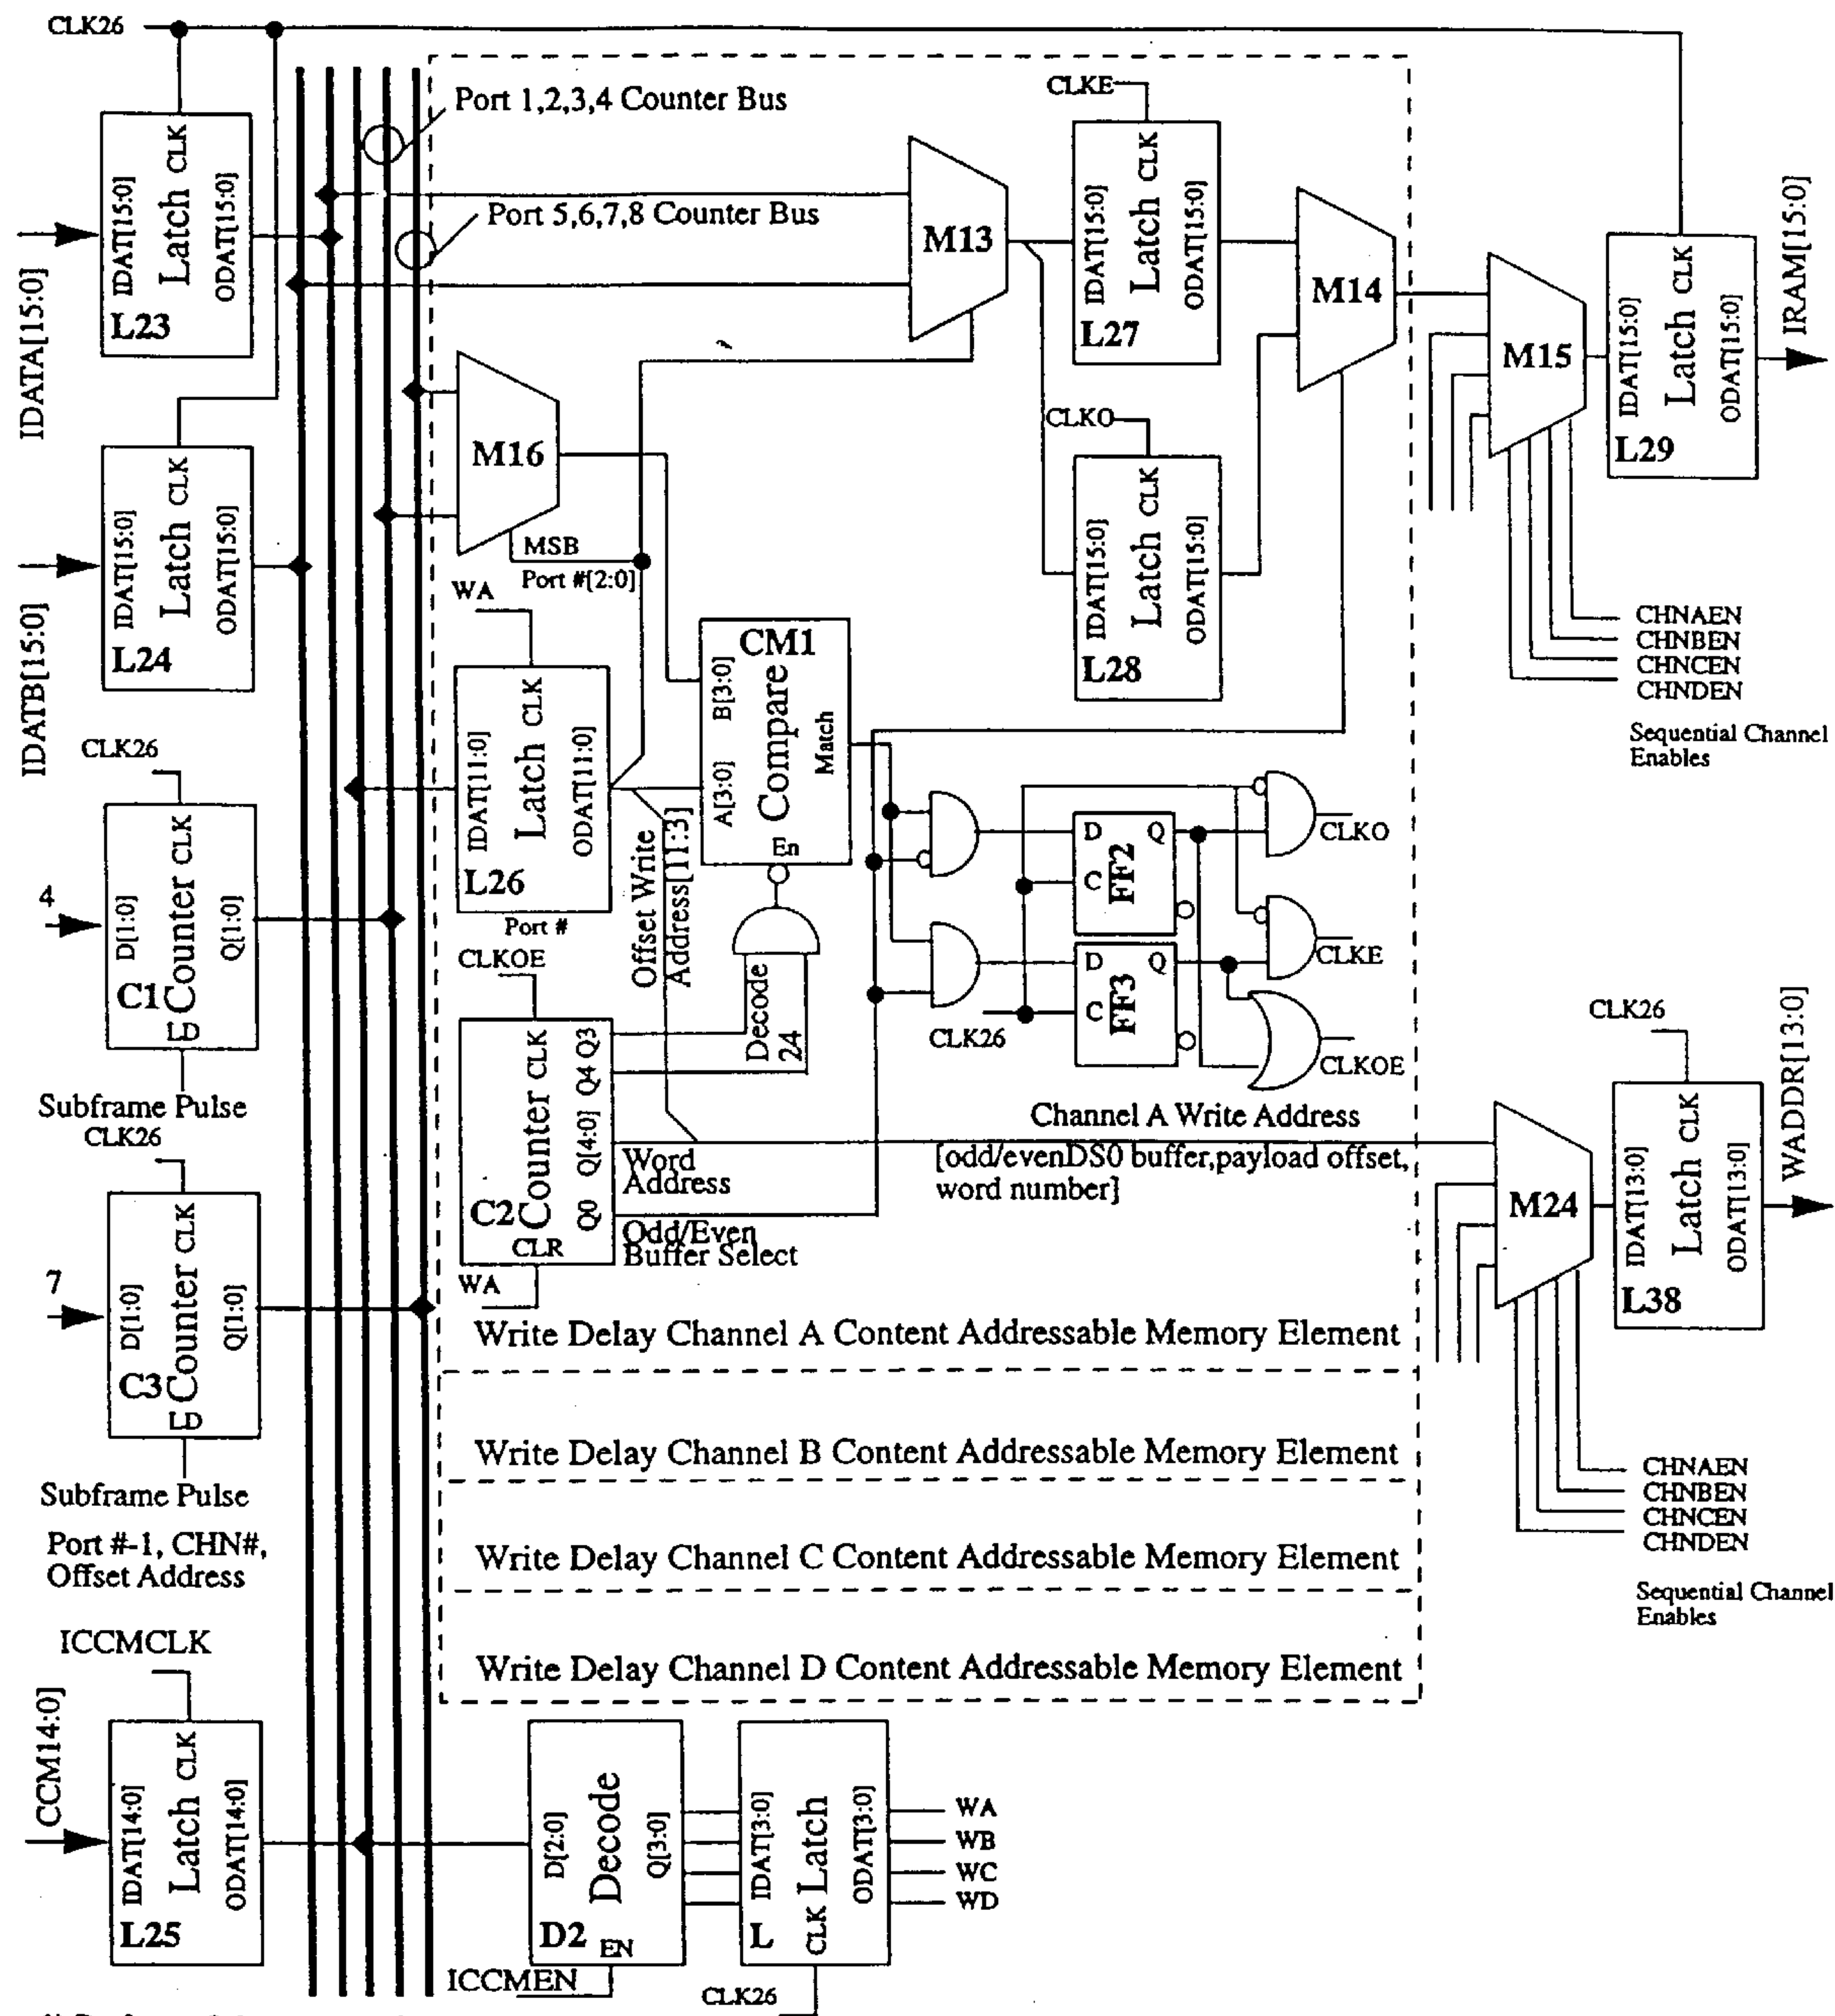 CLK26
Port 1,2,3,4 Counter Bus
Port 5,6,7,8 Counter Bus
IDATA[15:0]
IDAT[15:0]
Latch CLK
ODAT[15:0]
L23
IDATB[15:0]
IDAT[15:0]
Latch CLK
ODAT[15:0]
L24
M13
CLKE
IDAT[15:0]
Latch CLK
ODAT[15:0]
L27
CLKO
IDAT[15:0]
Latch CLK
ODAT[15:0]
L28
M14
M15
IDAT[15:0]
Latch CLK
ODAT[15:0]
L29
IRAM[15:0]
CHNAEN
CHNBEN
CHNCEN
CHNDEN
Sequential Channel
Enables
M16
MSB
Port #[2:0]
WA
IDAT[11:0]
Latch CLK
ODAT[11:0]
L26
Port #
Offset Write
Address[11:3]
CM1
Compare
B[3:0]
A[3:0]
Match
En
CLK26
4
D[1:0]
Counter CLK
Q[1:0]
C1
LD
Subframe Pulse
CLK26
7
D[1:0]
Counter CLK
Q[1:0]
C3
LD
Subframe Pulse
Port #-1, CHN#,
Offset Address
CLKOE
Counter CLK
Q4 Q3
Q[4:0]
Q0
C2
CLR
WA
Decode
24
Word
Address
Odd/Even
Buffer Select
D
Q
C
FF2
D
Q
C
FF3
CLK26
CLKO
CLKE
CLKOE
Channel A Write Address
[odd/evenDS0 buffer,payload offset,
word number]
M24
CLK26
IDAT[13:0]
Latch CLK
ODAT[13:0]
L38
WADDR[13:0]
CHNAEN
CHNBEN
CHNCEN
CHNDEN
Sequential Channel
Enables
Write Delay Channel A Content Addressable Memory Element
Write Delay Channel B Content Addressable Memory Element
Write Delay Channel C Content Addressable Memory Element
Write Delay Channel D Content Addressable Memory Element
ICCMCLK
CCM14:0]
IDAT[14:0]
Latch CLK
ODAT[14:0]
L25
D[2:0]
Decode
Q[3:0]
D2
EN
ICCMEN
IDAT[3:0]
CLK Latch
ODAT[3:0]
L
CLK26
WA
WB
WC
WD